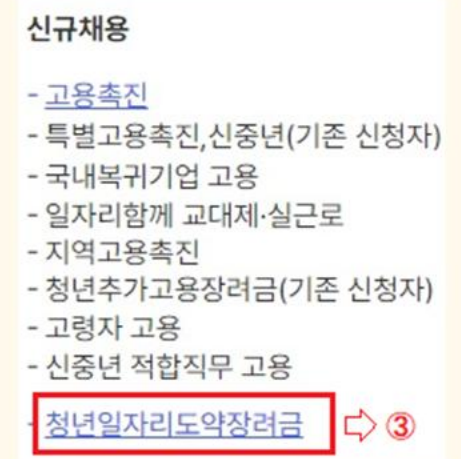 신규채용
- 고용촉진
- 특별고용촉진,신중년(기존 신청자)
- 국내복귀기업 고용
- 일자리함께 교대제·실근로
- 지역고용촉진
- 청년추가고용장려금(기존 신청자)
- 고령자 고용
- 신중년 적합직무 고용
- 청년일자리도약장려금 ⇨ ③